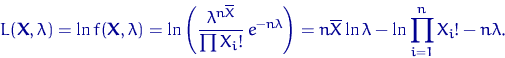 L(X, λ) = ln f(X, λ) = ln ( λ^{nX̅} / ∏ X_i! e^{-nλ} ) = nX̅ ln λ − ln ∏_{i=1}^{n} X_i! − nλ.